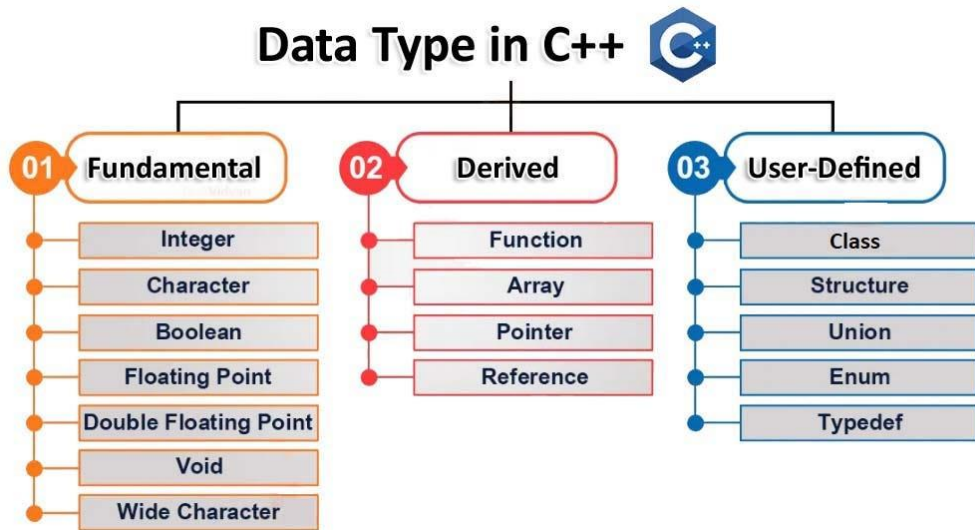 Data Type in C++
C++
01
Fundamental
Integer
Character
Boolean
Floating Point
Double Floating Point
Void
Wide Character
02
Derived
Function
Array
Pointer
Reference
03
User-Defined
Class
Structure
Union
Enum
Typedef